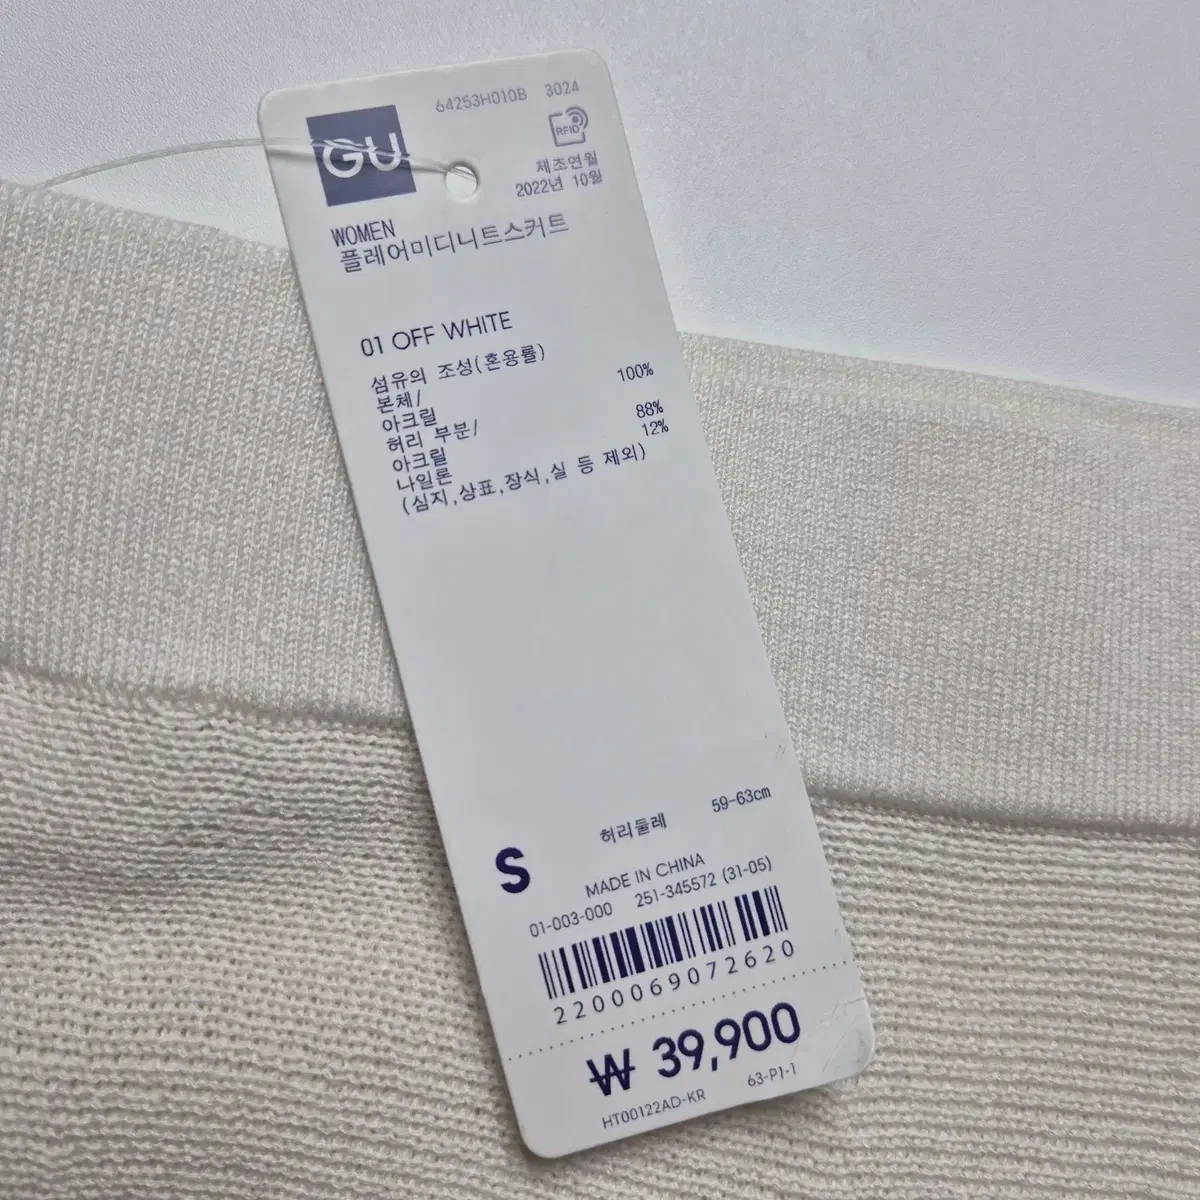 64253H010B 3024
GU
RFID
제조연월
2022년 10월
WOMEN
플레어미디니트스커트
01 OFF WHITE
섬유의 조성(혼용률)
본체/
아크릴 100%
허리 부분/
아크릴 88%
나일론 12%
(심지,상표,장식,실 등 제외)
S 허리둘레 59-63cm
MADE IN CHINA
01-003-000 251-345572 (31-05)
2200069072620
₩ 39,900
HT00122AD-KR 63-P1-1